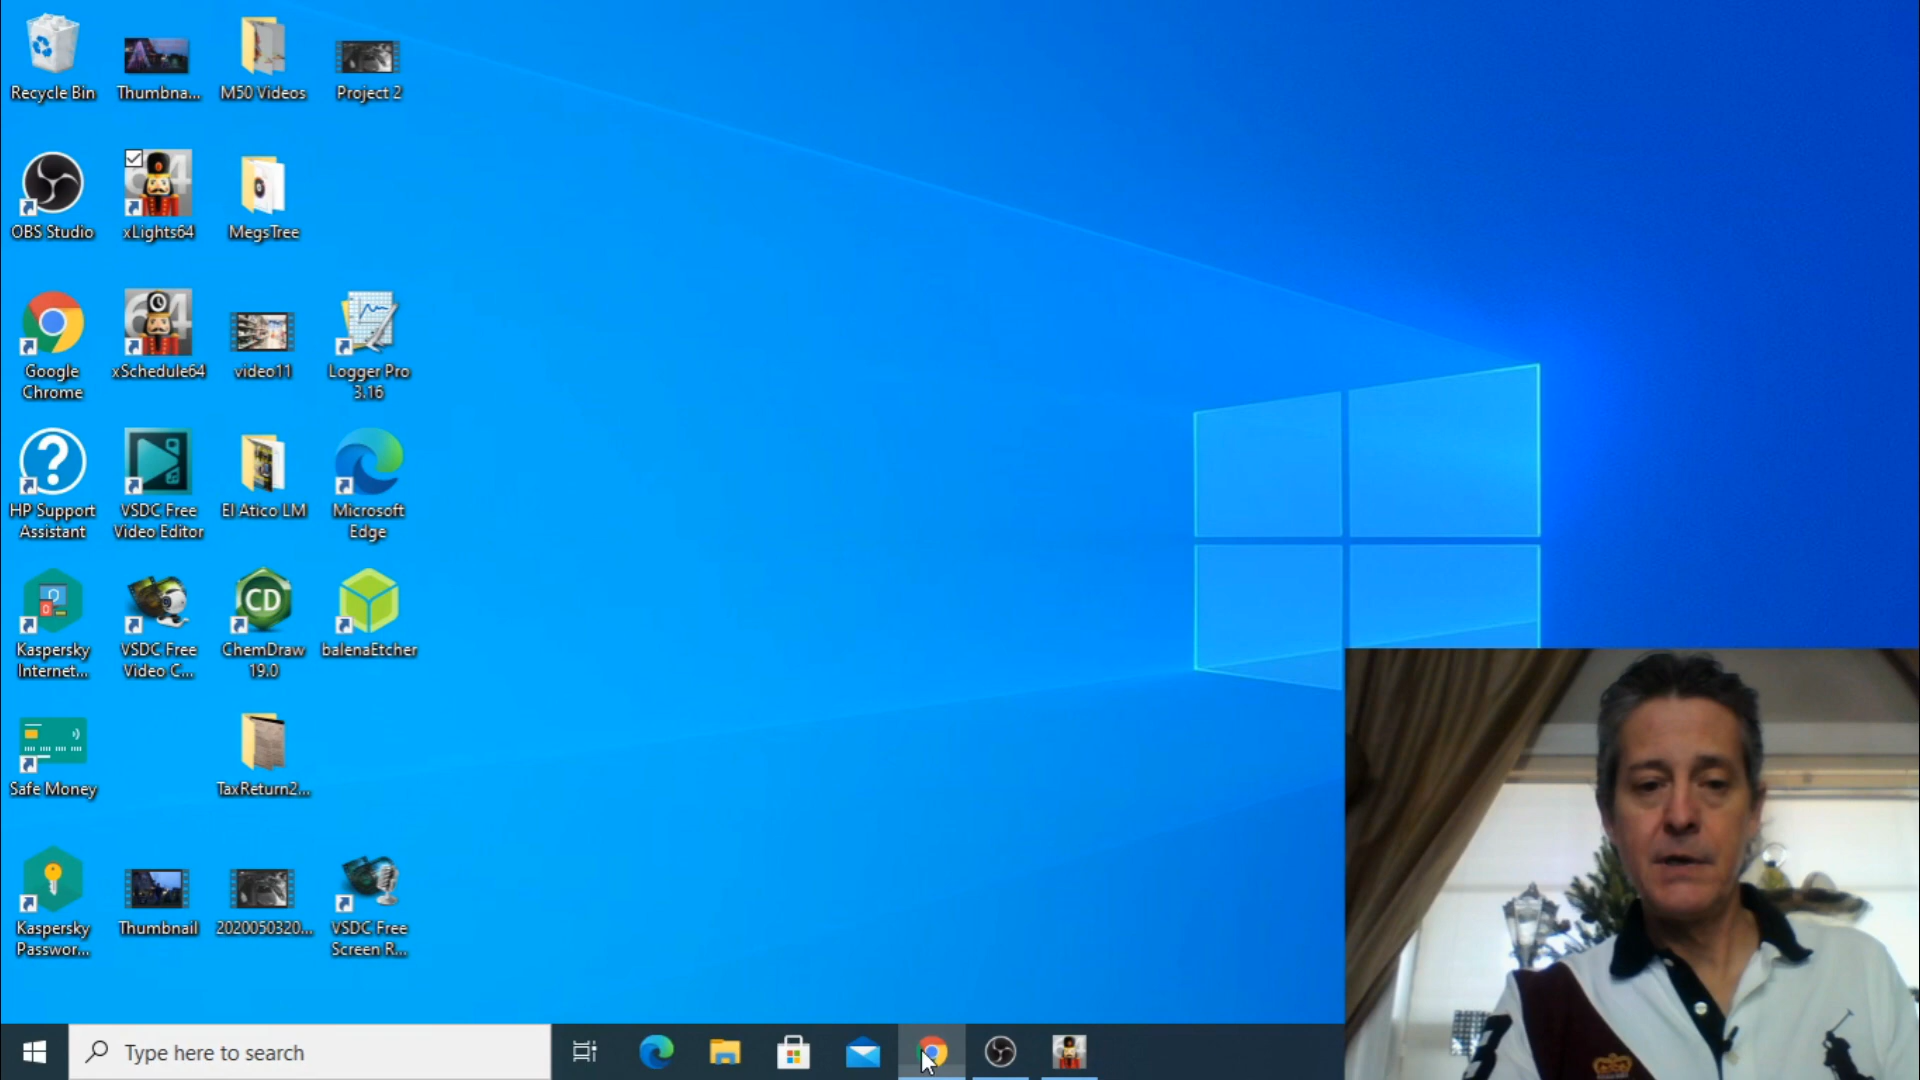 Recycle Bin
Thumbna...
M50 Videos
Project 2
OBS Studio
xLights64
MegsTree
Google
Chrome
xSchedule64
video11
Logger Pro
3.16
HP Support
Assistant
VSDC Free
Video Editor
El Atico LM
Microsoft
Edge
Kaspersky
Internet...
VSDC Free
Video C...
CD
ChemDraw
19.0
balenaEtcher
Safe Money
TaxReturn2...
Kaspersky
Passwor...
Thumbnail
2020050320...
VSDC Free
Screen R...
Type here to search